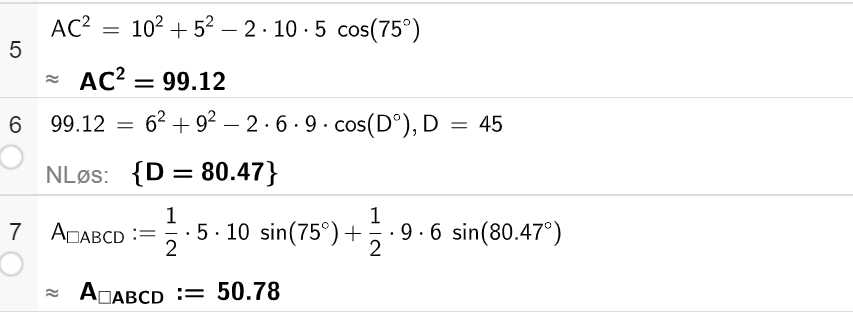 5
AC² = 10² + 5² − 2 · 10 · 5 cos(75°)
≈ AC² = 99.12
6
99.12 = 6² + 9² − 2 · 6 · 9 · cos(D°), D = 45
NLøs: {D = 80.47}
7
A□ABCD := 1/2 · 5 · 10 sin(75°) + 1/2 · 9 · 6 sin(80.47°)
≈ A□ABCD := 50.78